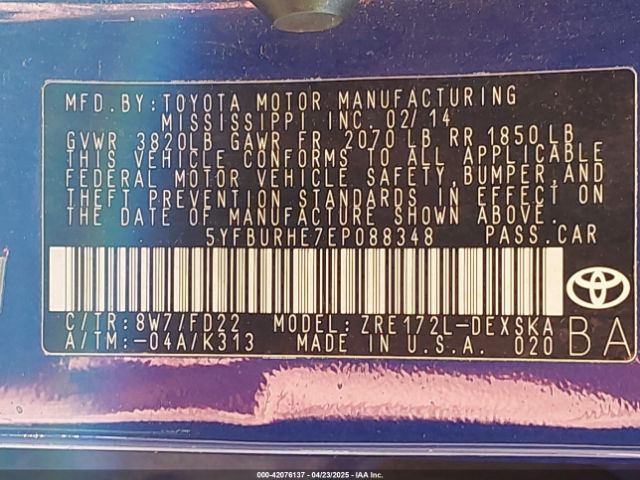 MFD.BY: TOYOTA MOTOR MANUFACTURING
MISSISSIPPI INC. 02/14
GVWR 3820LB GAWR FR 2070 LB RR 1850LB
THIS VEHICLE CONFORMS TO ALL APPLICABLE
FEDERAL MOTOR VEHICLE SAFETY,BUMPER,AND
THEFT PREVENTION STANDARDS IN EFFECT ON
THE DATE OF MANUFACTURE SHOWN ABOVE.
5YFBURHE7EP088348 PASS.CAR
C/TR:8W7/FD22 MODEL:ZRE172L-DEXSKA
A/TM:-04A/K313 MADE IN U.S.A. 020
BA
TOYOTA
000-42076137 - 04/23/2025 - IAA Inc.